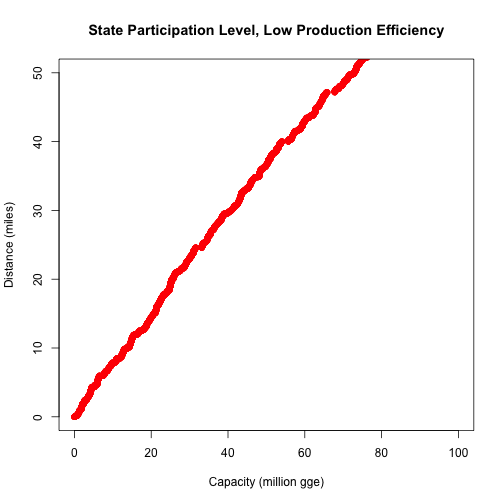 State Participation Level, Low Production Efficiency
Distance (miles)
50
40
30
20
10
0
0 20 40 60 80 100
Capacity (million gge)